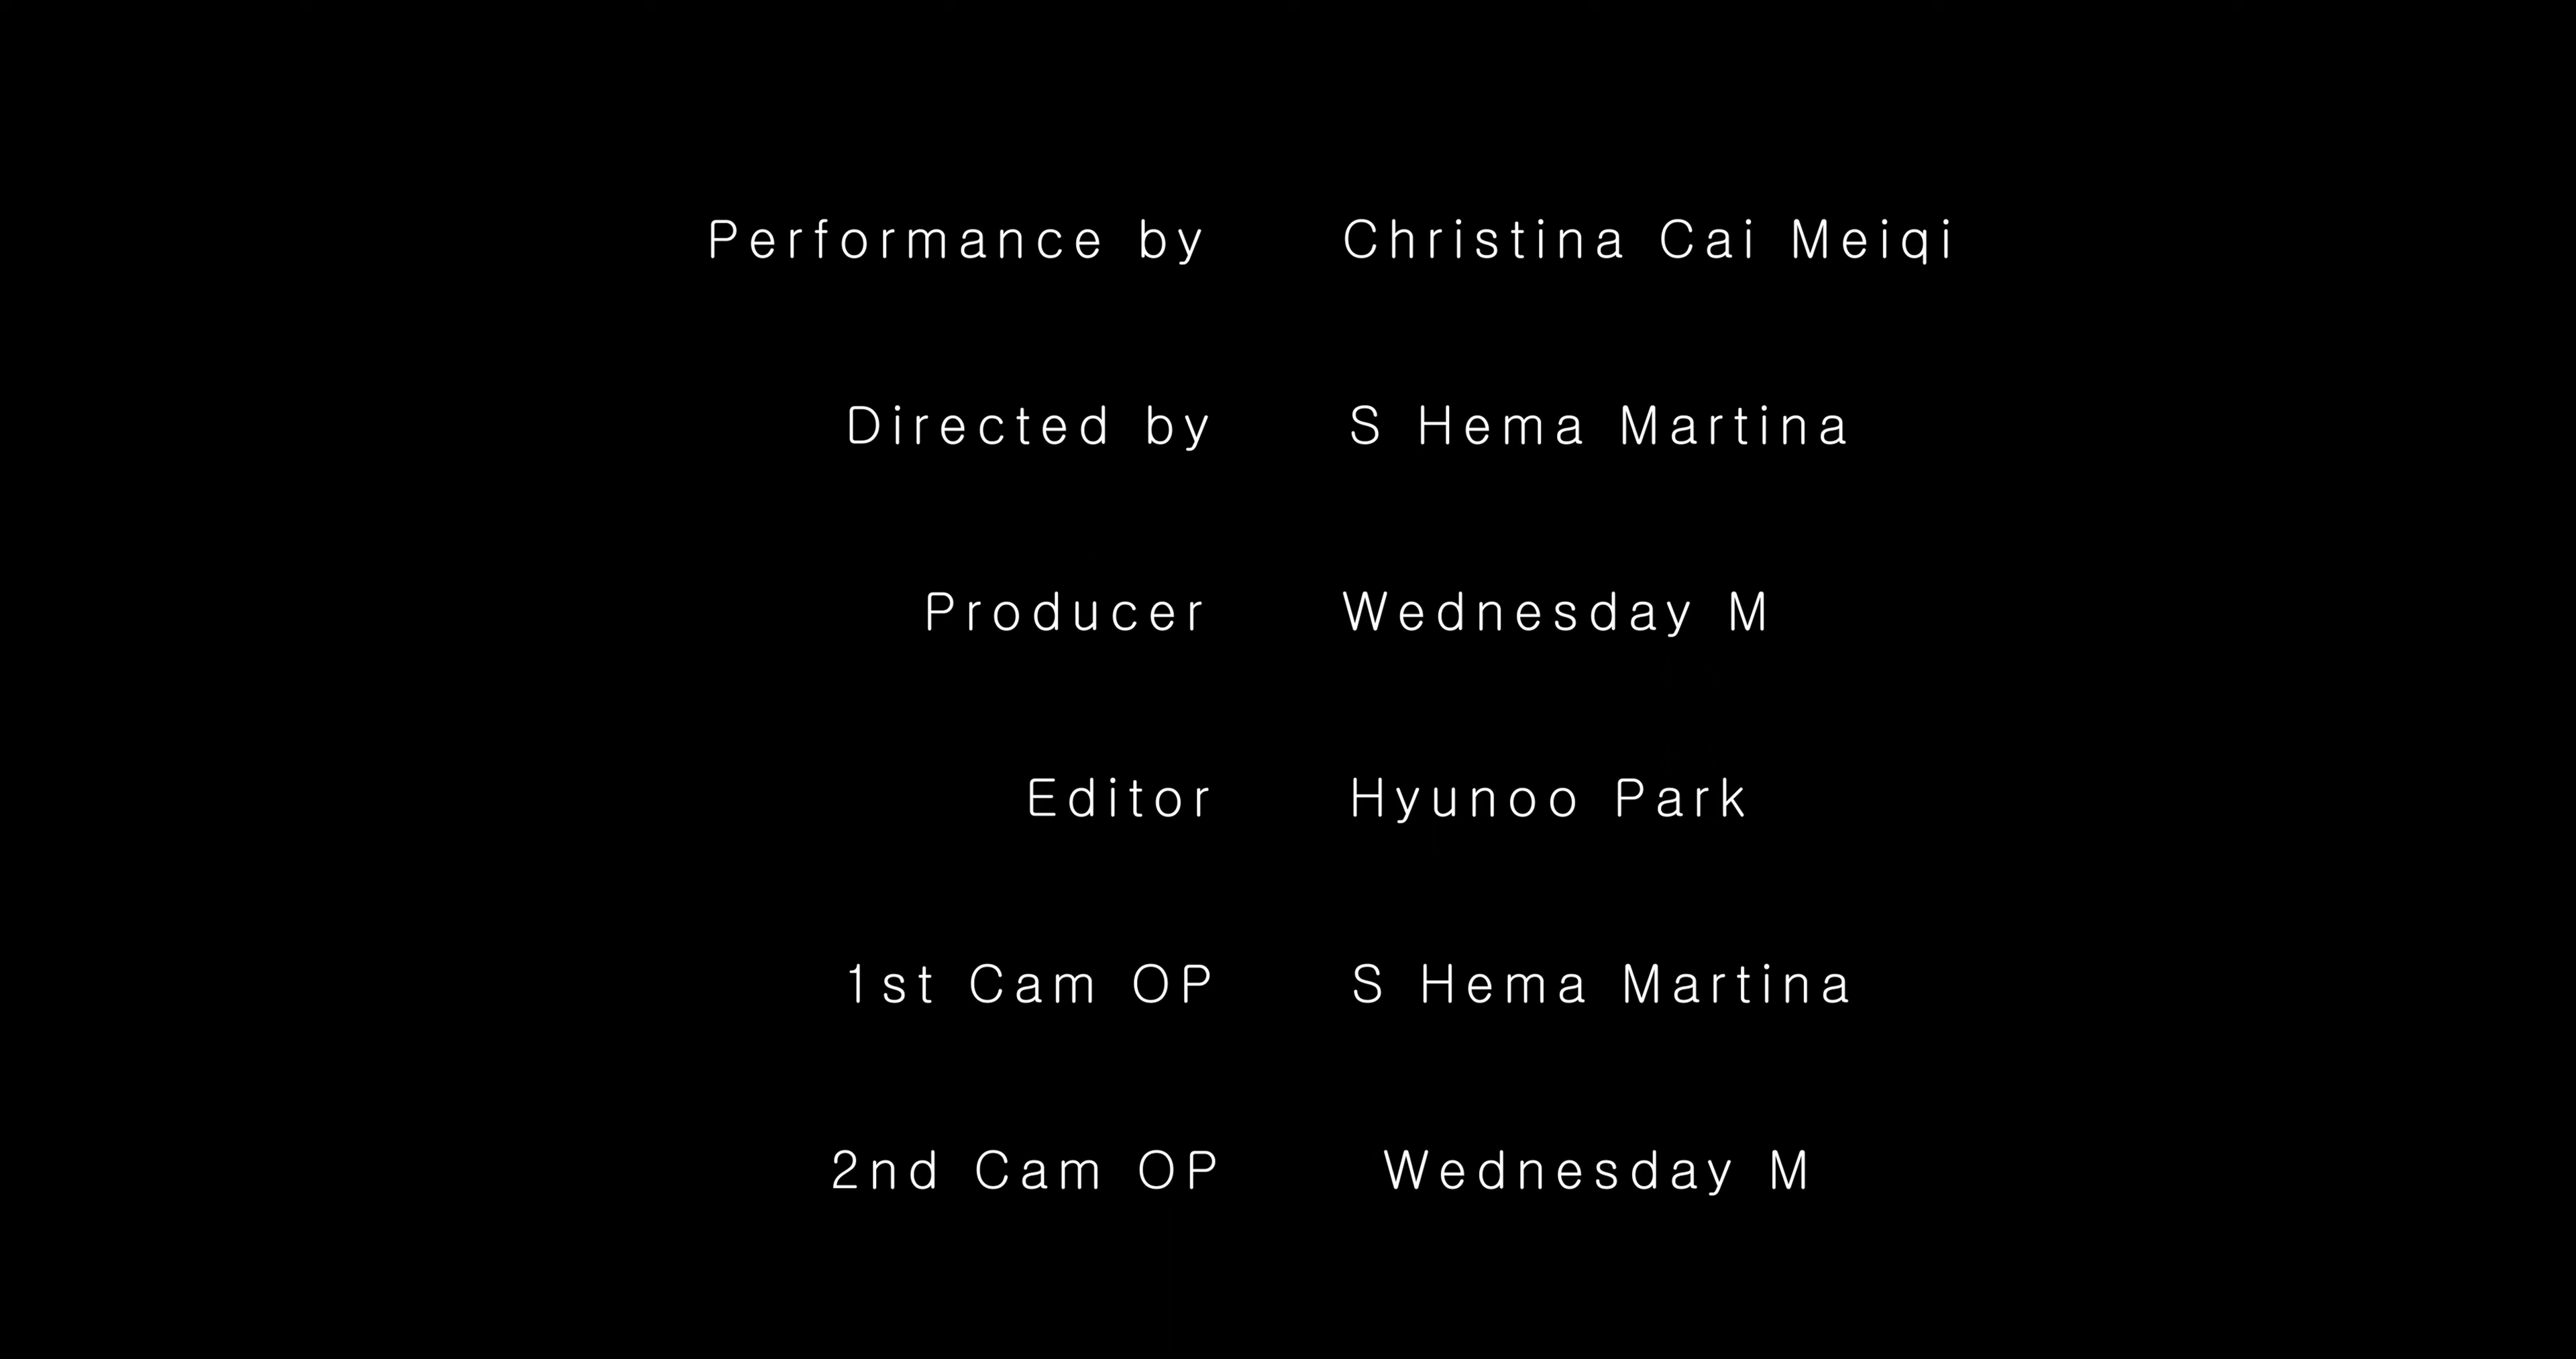 Performance by Christina Cai Meiqi
Directed by S Hema Martina
Producer Wednesday M
Editor Hyunoo Park
1st Cam OP S Hema Martina
2nd Cam OP Wednesday M